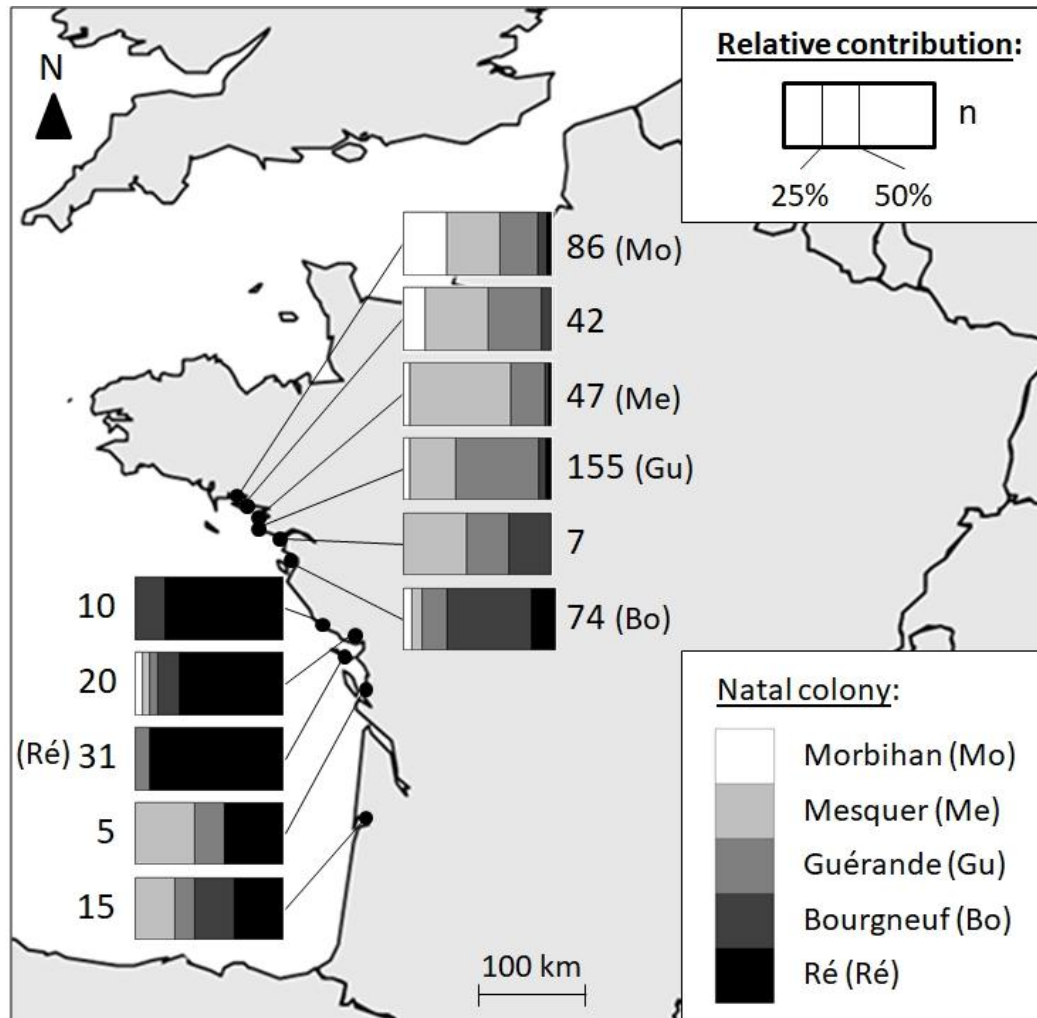 N
Relative contribution:
n
25% 50%
86 (Mo)
42
47 (Me)
155 (Gu)
7
74 (Bo)
10
20
(Ré) 31
5
15
100 km
Natal colony:
Morbihan (Mo)
Mesquer (Me)
Guérande (Gu)
Bourgneuf (Bo)
Ré (Ré)